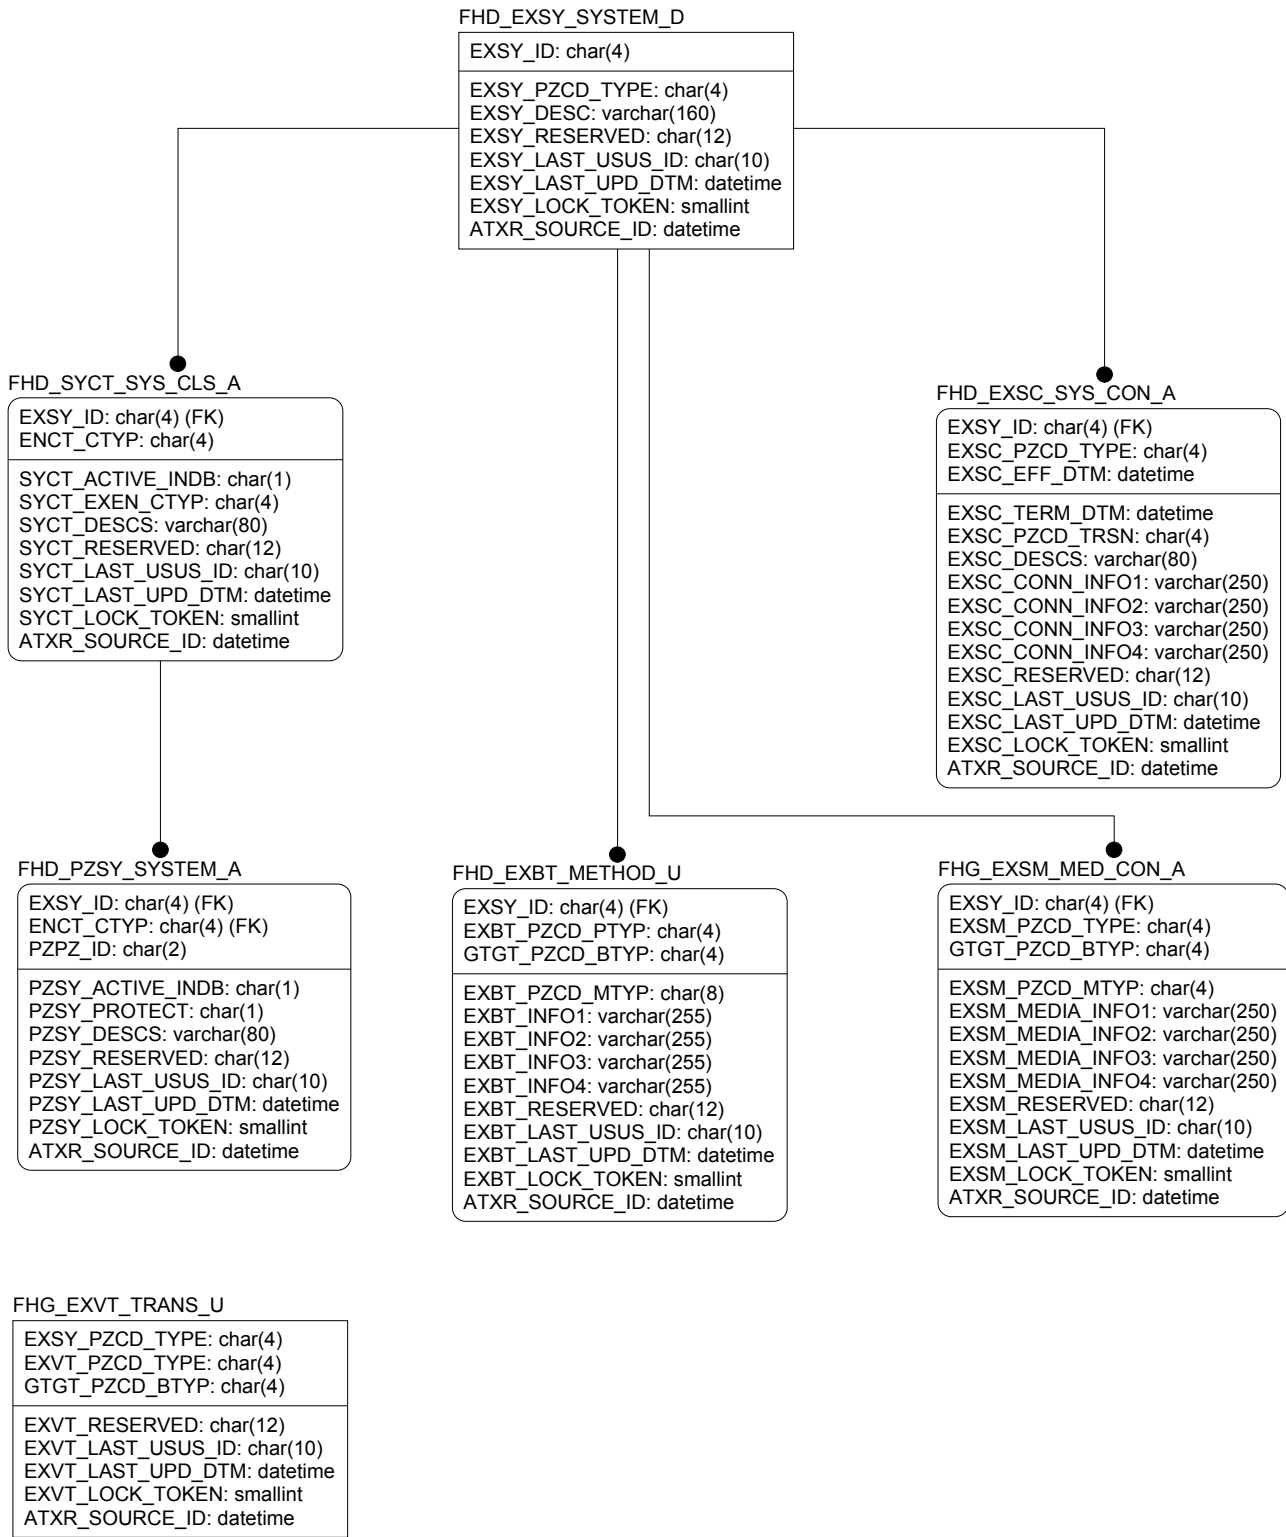 FHD_EXSY_SYSTEM_D
EXSY_ID: char(4)
EXSY_PZCD_TYPE: char(4)
EXSY_DESC: varchar(160)
EXSY_RESERVED: char(12)
EXSY_LAST_USUS_ID: char(10)
EXSY_LAST_UPD_DTM: datetime
EXSY_LOCK_TOKEN: smallint
ATXR_SOURCE_ID: datetime
FHD_SYCT_SYS_CLS_A
EXSY_ID: char(4) (FK)
ENCT_CTYP: char(4)
SYCT_ACTIVE_INDB: char(1)
SYCT_EXEN_CTYP: char(4)
SYCT_DESCS: varchar(80)
SYCT_RESERVED: char(12)
SYCT_LAST_USUS_ID: char(10)
SYCT_LAST_UPD_DTM: datetime
SYCT_LOCK_TOKEN: smallint
ATXR_SOURCE_ID: datetime
FHD_EXSC_SYS_CON_A
EXSY_ID: char(4) (FK)
EXSC_PZCD_TYPE: char(4)
EXSC_EFF_DTM: datetime
EXSC_TERM_DTM: datetime
EXSC_PZCD_TRSN: char(4)
EXSC_DESCS: varchar(80)
EXSC_CONN_INFO1: varchar(250)
EXSC_CONN_INFO2: varchar(250)
EXSC_CONN_INFO3: varchar(250)
EXSC_CONN_INFO4: varchar(250)
EXSC_RESERVED: char(12)
EXSC_LAST_USUS_ID: char(10)
EXSC_LAST_UPD_DTM: datetime
EXSC_LOCK_TOKEN: smallint
ATXR_SOURCE_ID: datetime
FHD_PZSY_SYSTEM_A
EXSY_ID: char(4) (FK)
ENCT_CTYP: char(4) (FK)
PZPZ_ID: char(2)
PZSY_ACTIVE_INDB: char(1)
PZSY_PROTECT: char(1)
PZSY_DESCS: varchar(80)
PZSY_RESERVED: char(12)
PZSY_LAST_USUS_ID: char(10)
PZSY_LAST_UPD_DTM: datetime
PZSY_LOCK_TOKEN: smallint
ATXR_SOURCE_ID: datetime
FHD_EXBT_METHOD_U
EXSY_ID: char(4) (FK)
EXBT_PZCD_PTYP: char(4)
GTGT_PZCD_BTYP: char(4)
EXBT_PZCD_MTYP: char(8)
EXBT_INFO1: varchar(255)
EXBT_INFO2: varchar(255)
EXBT_INFO3: varchar(255)
EXBT_INFO4: varchar(255)
EXBT_RESERVED: char(12)
EXBT_LAST_USUS_ID: char(10)
EXBT_LAST_UPD_DTM: datetime
EXBT_LOCK_TOKEN: smallint
ATXR_SOURCE_ID: datetime
FHG_EXSM_MED_CON_A
EXSY_ID: char(4) (FK)
EXSM_PZCD_TYPE: char(4)
GTGT_PZCD_BTYP: char(4)
EXSM_PZCD_MTYP: char(4)
EXSM_MEDIA_INFO1: varchar(250)
EXSM_MEDIA_INFO2: varchar(250)
EXSM_MEDIA_INFO3: varchar(250)
EXSM_MEDIA_INFO4: varchar(250)
EXSM_RESERVED: char(12)
EXSM_LAST_USUS_ID: char(10)
EXSM_LAST_UPD_DTM: datetime
EXSM_LOCK_TOKEN: smallint
ATXR_SOURCE_ID: datetime
FHG_EXVT_TRANS_U
EXSY_PZCD_TYPE: char(4)
EXVT_PZCD_TYPE: char(4)
GTGT_PZCD_BTYP: char(4)
EXVT_RESERVED: char(12)
EXVT_LAST_USUS_ID: char(10)
EXVT_LAST_UPD_DTM: datetime
EXVT_LOCK_TOKEN: smallint
ATXR_SOURCE_ID: datetime